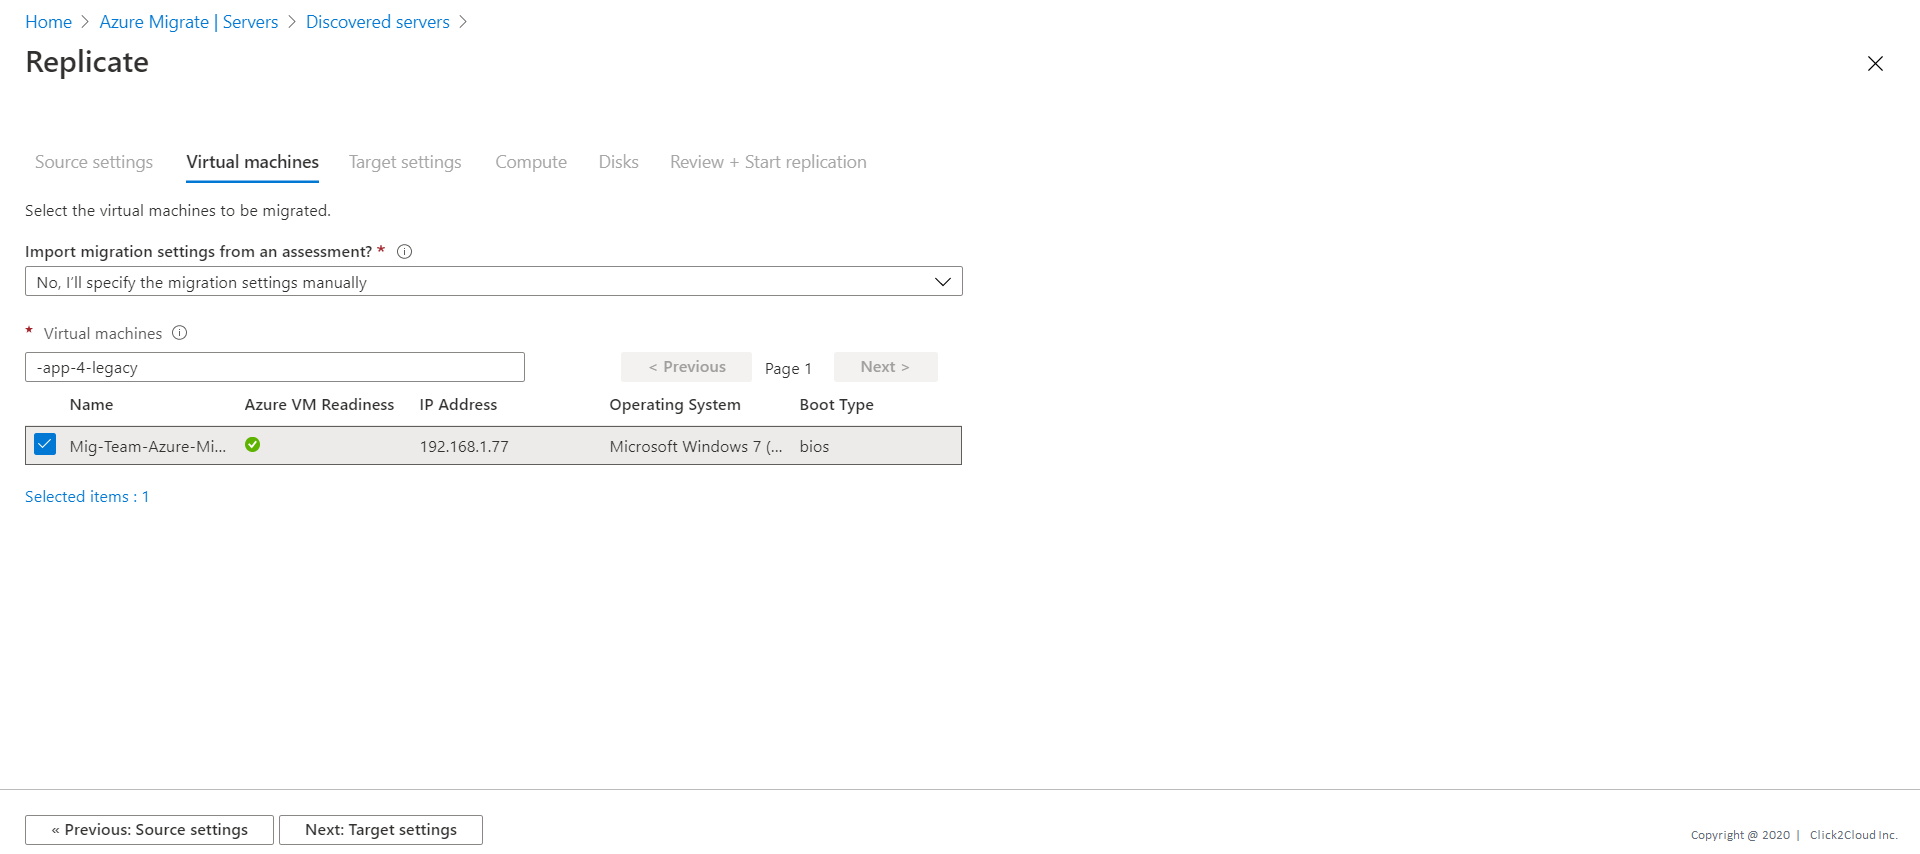 Home > Azure Migrate | Servers > Discovered servers >
Replicate
Source settings Virtual machines Target settings Compute Disks Review + Start replication
Select the virtual machines to be migrated.
Import migration settings from an assessment? *
No, I'll specify the migration settings manually
* Virtual machines
-app-4-legacy
< Previous Page 1 Next >
Name Azure VM Readiness IP Address Operating System Boot Type
Mig-Team-Azure-Mi... 192.168.1.77 Microsoft Windows 7 (... bios
Selected items : 1
« Previous: Source settings Next: Target settings
Copyright @ 2020 | Click2Cloud Inc.